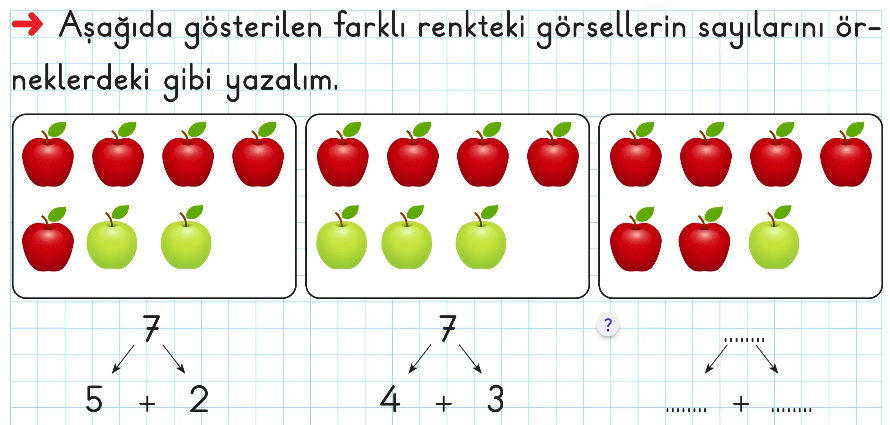 ➔ Aşağıda gösterilen farklı renkteki görsellerin sayılarını ör-
neklerdeki gibi yazalım.
7 7 ? ........
5 + 2 4 + 3 ........ + ........